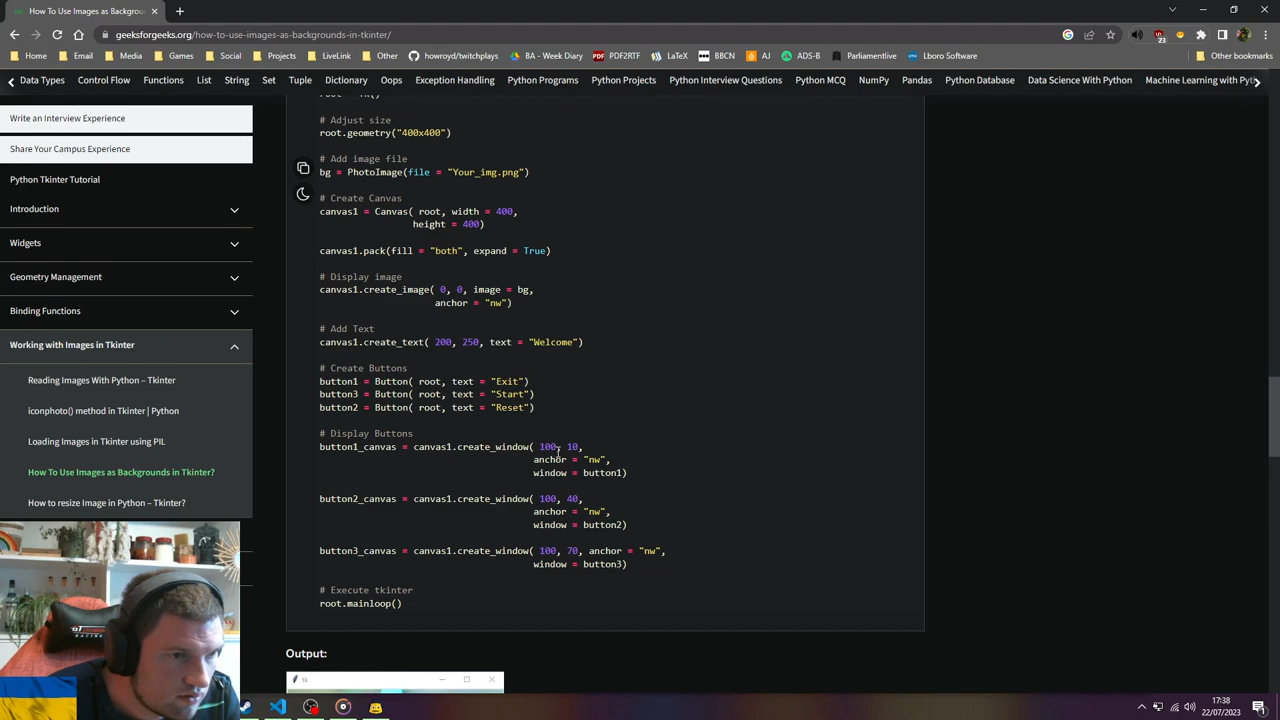 How To Use Images as Backgrounds
geeksforgeeks.org/how-to-use-images-as-backgrounds-in-tkinter/
23
Home Email Media Games Social Projects LiveLink Other howroyd/twitchplays BA - Week Diary PDF PDF2RTF LaTeX BBCN AJ ADS-B Parliamentlive Lboro Software Other bookmarks
Data Types Control Flow Functions List String Set Tuple Dictionary Oops Exception Handling Python Programs Python Projects Python Interview Questions Python MCQ NumPy Pandas Python Database Data Science With Python Machine Learning with Pyt
Write an Interview Experience
Share Your Campus Experience
Python Tkinter Tutorial
Introduction
Widgets
Geometry Management
Binding Functions
Working with Images in Tkinter
Reading Images With Python – Tkinter
iconphoto() method in Tkinter | Python
Loading Images in Tkinter using PIL
How To Use Images as Backgrounds in Tkinter?
How to resize Image in Python – Tkinter?
# Adjust size
root.geometry("400x400")
# Add image file
bg = PhotoImage(file = "Your_img.png")
# Create Canvas
canvas1 = Canvas( root, width = 400,
height = 400)
canvas1.pack(fill = "both", expand = True)
# Display image
canvas1.create_image( 0, 0, image = bg,
anchor = "nw")
# Add Text
canvas1.create_text( 200, 250, text = "Welcome")
# Create Buttons
button1 = Button( root, text = "Exit")
button3 = Button( root, text = "Start")
button2 = Button( root, text = "Reset")
# Display Buttons
button1_canvas = canvas1.create_window( 100, 10,
anchor = "nw",
window = button1)
button2_canvas = canvas1.create_window( 100, 40,
anchor = "nw",
window = button2)
button3_canvas = canvas1.create_window( 100, 70, anchor = "nw",
window = button3)
# Execute tkinter
root.mainloop()
Output:
tk
17:38
22/07/2023